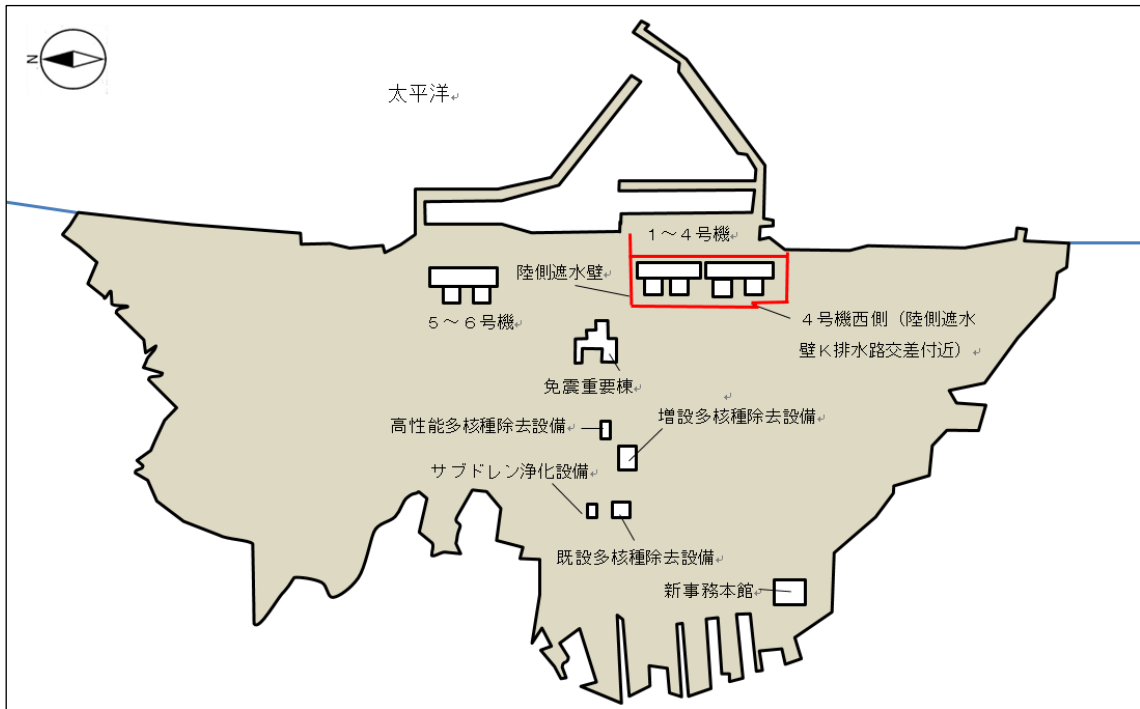 N
太平洋
１～４号機
陸側遮水壁
５～６号機
４号機西側（陸側遮水
壁Ｋ排水路交差付近）
免震重要棟
高性能多核種除去設備
増設多核種除去設備
サブドレン浄化設備
既設多核種除去設備
新事務本館